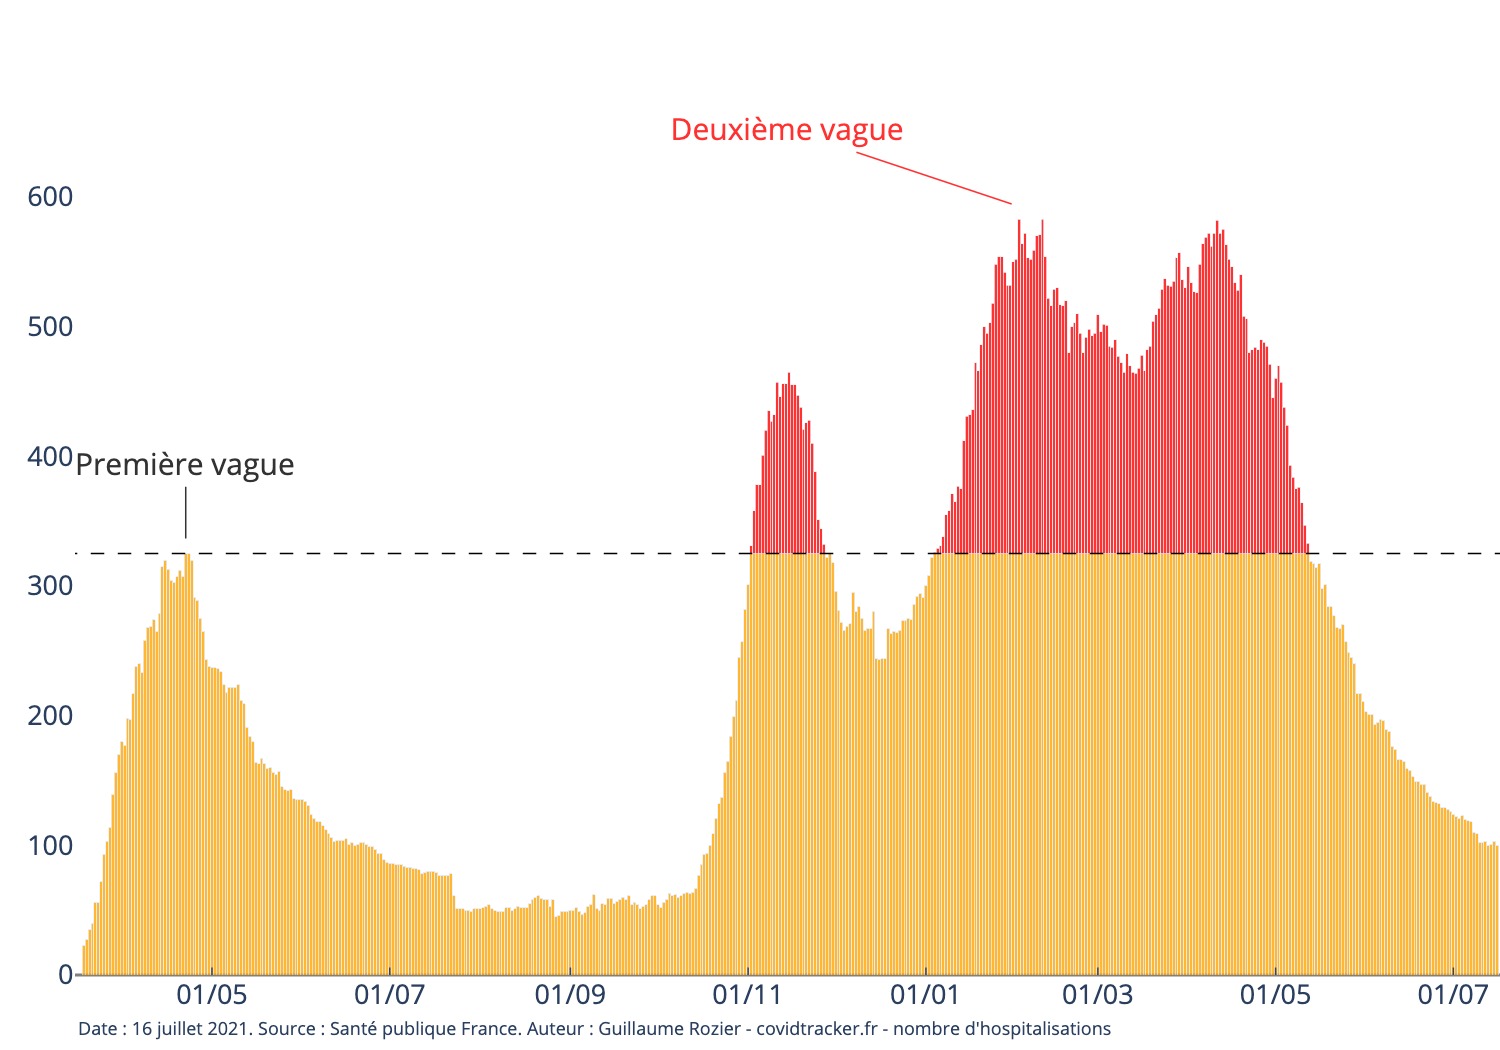 Deuxième vague
600
500
400
Première vague
300
200
100
0
01/05 01/07 01/09 01/11 01/01 01/03 01/05 01/07
Date : 16 juillet 2021. Source : Santé publique France. Auteur : Guillaume Rozier - covidtracker.fr - nombre d'hospitalisations